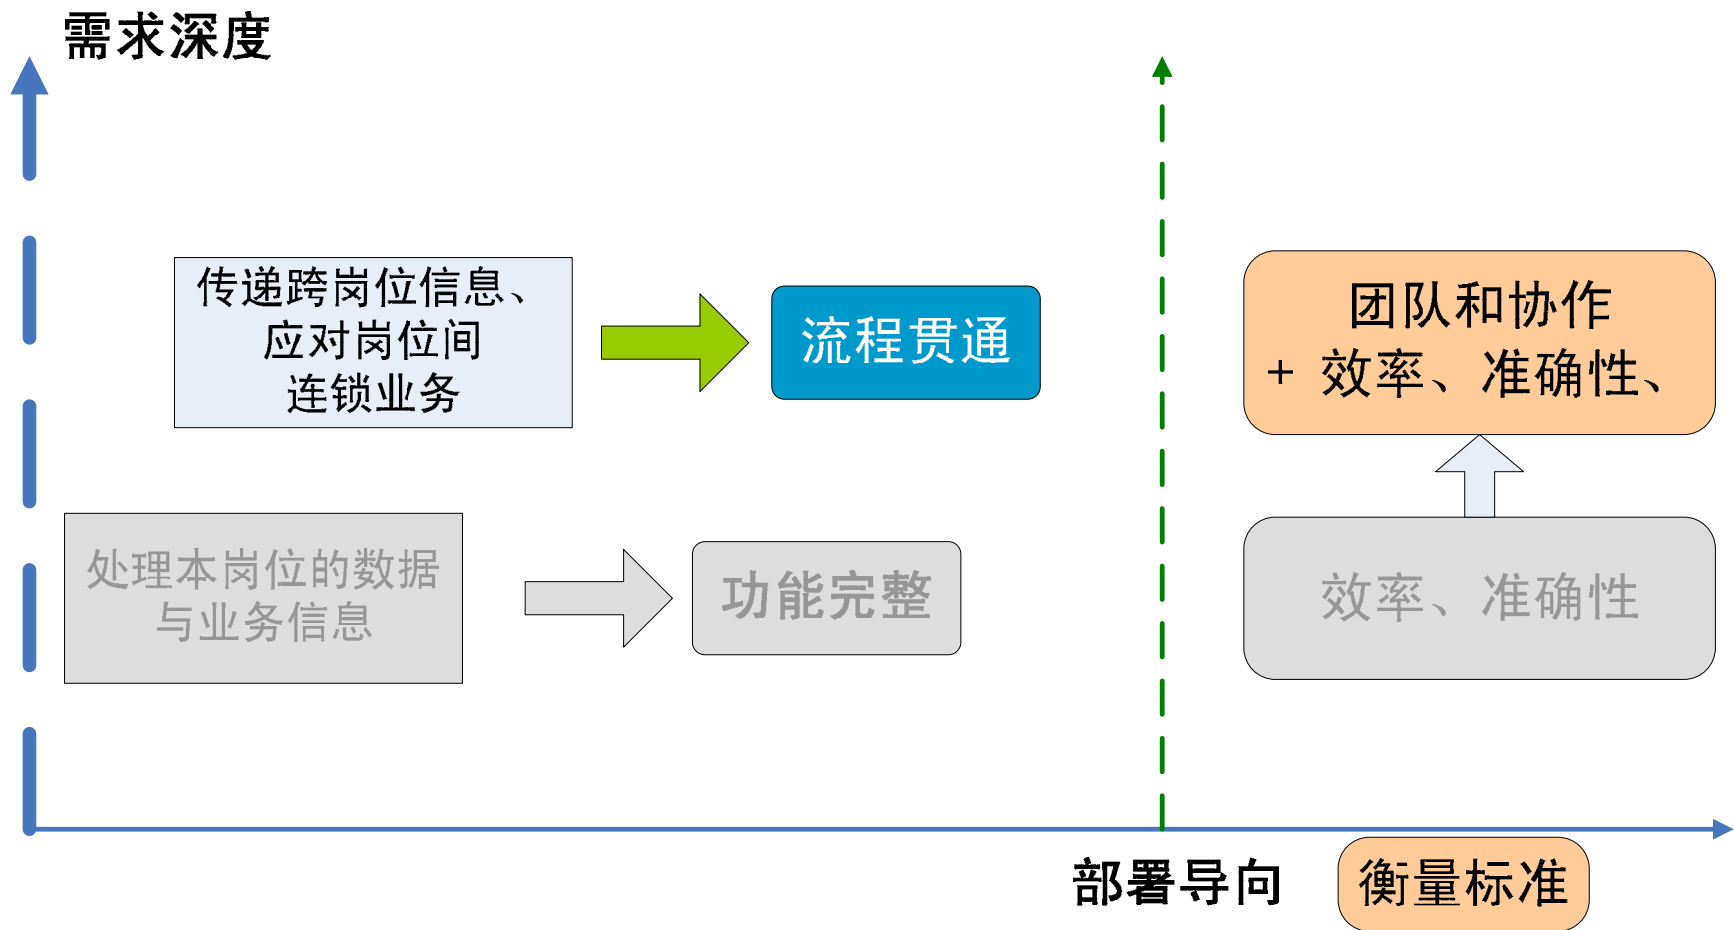 需求深度
传递跨岗位信息、
应对岗位间
连锁业务
流程贯通
团队和协作
+ 效率、准确性、
处理本岗位的数据
与业务信息
功能完整
效率、准确性
部署导向
衡量标准